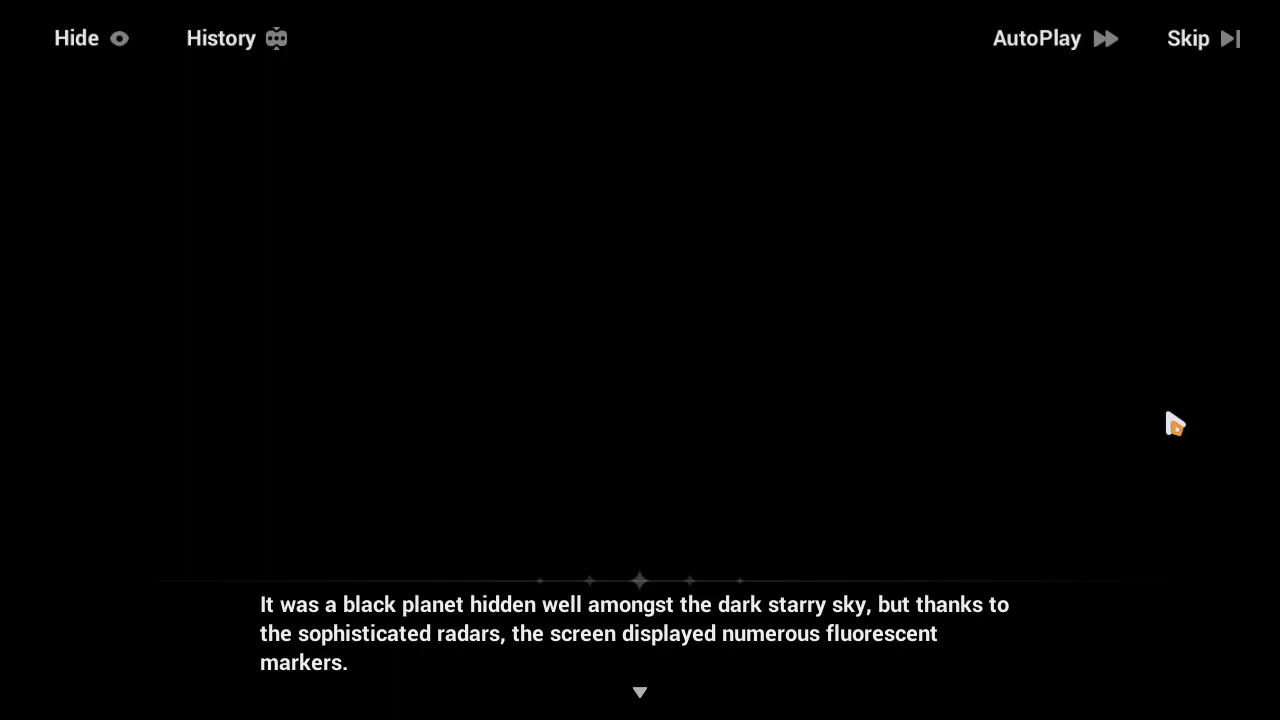 Hide
History
AutoPlay
Skip
It was a black planet hidden well amongst the dark starry sky, but thanks to
the sophisticated radars, the screen displayed numerous fluorescent
markers.